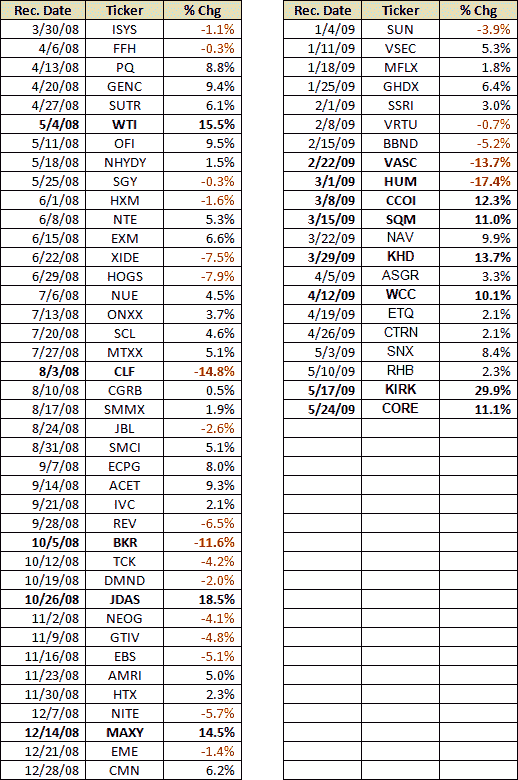 Rec. Date Ticker % Chg
3/30/08 ISYS -1.1%
4/6/08 FFH -0.3%
4/13/08 PQ 8.8%
4/20/08 GENC 9.4%
4/27/08 SUTR 6.1%
5/4/08 WTI 15.5%
5/11/08 OFI 9.5%
5/18/08 NHYDY 1.5%
5/25/08 SGY -0.3%
6/1/08 HXM -1.6%
6/8/08 NTE 5.3%
6/15/08 EXM 6.6%
6/22/08 XIDE -7.5%
6/29/08 HOGS -7.9%
7/6/08 NUE 4.5%
7/13/08 ONXX 3.7%
7/20/08 SCL 4.6%
7/27/08 MTXX 5.1%
8/3/08 CLF -14.8%
8/10/08 CGRB 0.5%
8/17/08 SMMX 1.9%
8/24/08 JBL -2.6%
8/31/08 SMCI 5.1%
9/7/08 ECPG 8.0%
9/14/08 ACET 9.3%
9/21/08 IVC 2.1%
9/28/08 REV -6.5%
10/5/08 BKR -11.6%
10/12/08 TCK -4.2%
10/19/08 DMND -2.0%
10/26/08 JDAS 18.5%
11/2/08 NEOG -4.1%
11/9/08 GTIV -4.8%
11/16/08 EBS -5.1%
11/23/08 AMRI 5.0%
11/30/08 HTX 2.3%
12/7/08 NITE -5.7%
12/14/08 MAXY 14.5%
12/21/08 EME -1.4%
12/28/08 CMN 6.2%
Rec. Date Ticker % Chg
1/4/09 SUN -3.9%
1/11/09 VSEC 5.3%
1/18/09 MFLX 1.8%
1/25/09 GHDX 6.4%
2/1/09 SSRI 3.0%
2/8/09 VRTU -0.7%
2/15/09 BBND -5.2%
2/22/09 VASC -13.7%
3/1/09 HUM -17.4%
3/8/09 CCOI 12.3%
3/15/09 SQM 11.0%
3/22/09 NAV 9.9%
3/29/09 KHD 13.7%
4/5/09 ASGR 3.3%
4/12/09 WCC 10.1%
4/19/09 ETQ 2.1%
4/26/09 CTRN 2.1%
5/3/09 SNX 8.4%
5/10/09 RHB 2.3%
5/17/09 KIRK 29.9%
5/24/09 CORE 11.1%